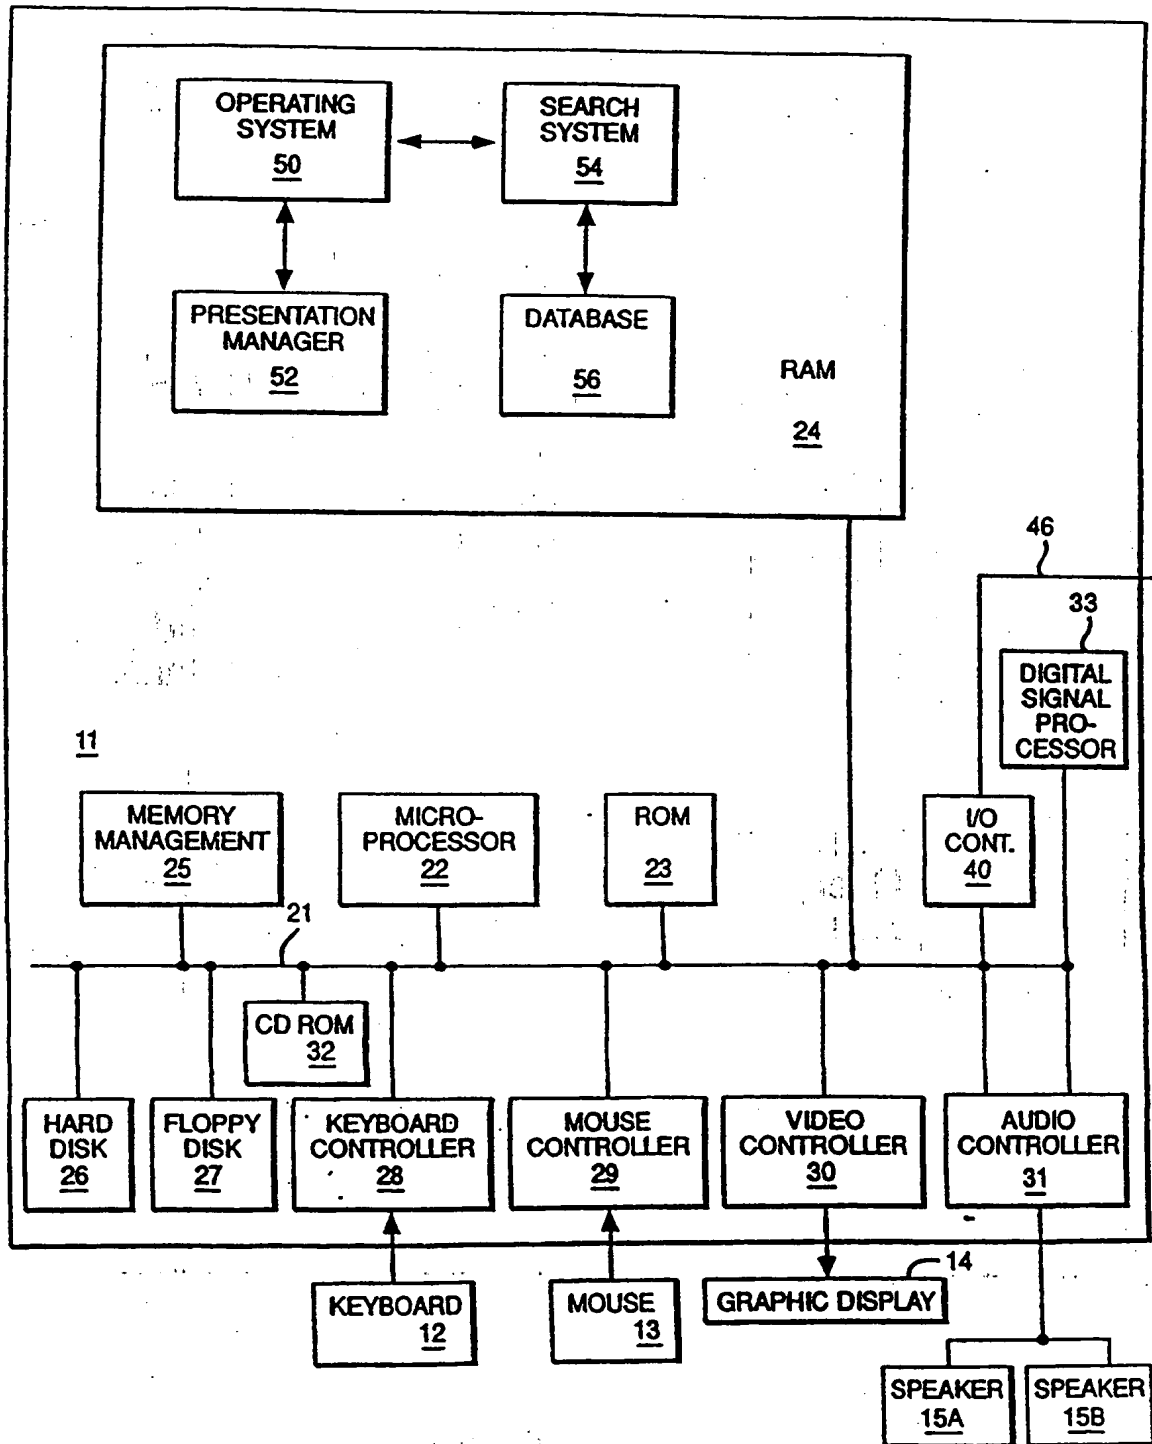 OPERATING
SYSTEM
50
SEARCH
SYSTEM
54
PRESENTATION
MANAGER
52
DATABASE
56
RAM
24
46
33
DIGITAL
SIGNAL
PRO-
CESSOR
11
MEMORY
MANAGEMENT
25
MICRO-
PROCESSOR
22
ROM
23
I/O
CONT.
40
21
CD ROM
32
HARD
DISK
26
FLOPPY
DISK
27
KEYBOARD
CONTROLLER
28
MOUSE
CONTROLLER
29
VIDEO
CONTROLLER
30
AUDIO
CONTROLLER
31
KEYBOARD
12
MOUSE
13
14
GRAPHIC DISPLAY
SPEAKER
15A
SPEAKER
15B